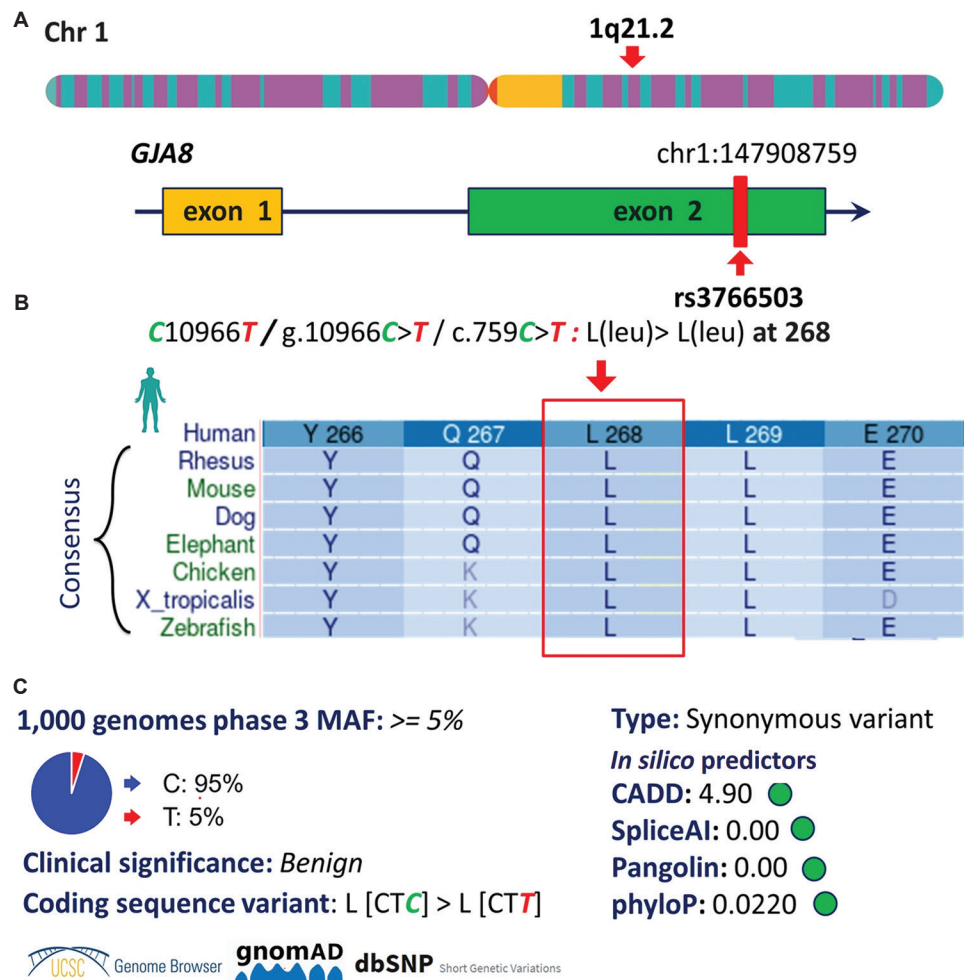 A
Chr 1
1q21.2
GJA8
chr1:147908759
exon 1
exon 2
rs3766503
B
C10966T / g.10966C>T / c.759C>T : L(leu)> L(leu) at 268
Human Y 266 Q 267 L 268 L 269 E 270
Consensus
Rhesus Y Q L L E
Mouse Y Q L L E
Dog Y Q L L E
Elephant Y Q L L E
Chicken Y K L L E
X_tropicalis Y K L L D
Zebrafish Y K L L E
C
1,000 genomes phase 3 MAF: >= 5%
C: 95%
T: 5%
Clinical significance: Benign
Coding sequence variant: L [CTC] > L [CTT]
Type: Synonymous variant
In silico predictors
CADD: 4.90
SpliceAI: 0.00
Pangolin: 0.00
phyloP: 0.0220
UCSC Genome Browser
gnomAD
dbSNP Short Genetic Variations